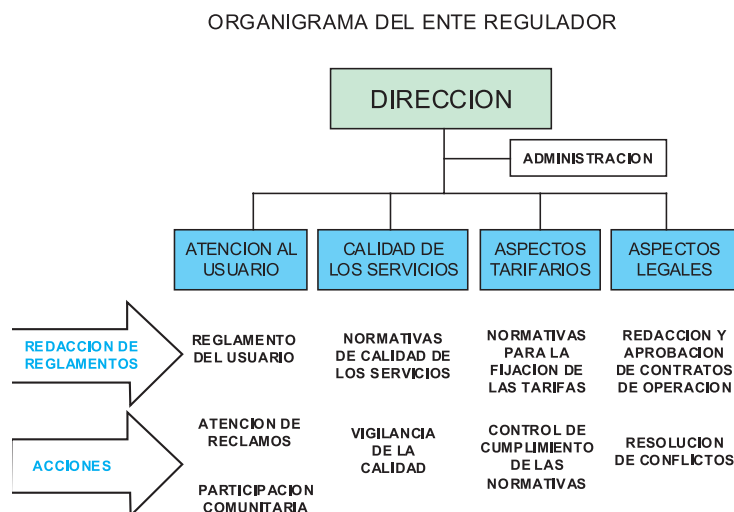 ORGANIGRAMA DEL ENTE REGULADOR
DIRECCION
ADMINISTRACION
ATENCION AL
USUARIO
CALIDAD DE
LOS SERVICIOS
ASPECTOS
TARIFARIOS
ASPECTOS
LEGALES
REDACCION DE
REGLAMENTOS
REGLAMENTO
DEL USUARIO
NORMATIVAS
DE CALIDAD DE
LOS SERVICIOS
NORMATIVAS
PARA LA
FIJACION DE
LAS TARIFAS
REDACCION Y
APROBACION
DE CONTRATOS
DE OPERACION
ACCIONES
ATENCION DE
RECLAMOS
PARTICIPACION
COMUNITARIA
VIGILANCIA
DE LA
CALIDAD
CONTROL DE
CUMPLIMIENTO
DE LAS
NORMATIVAS
RESOLUCION
DE CONFLICTOS